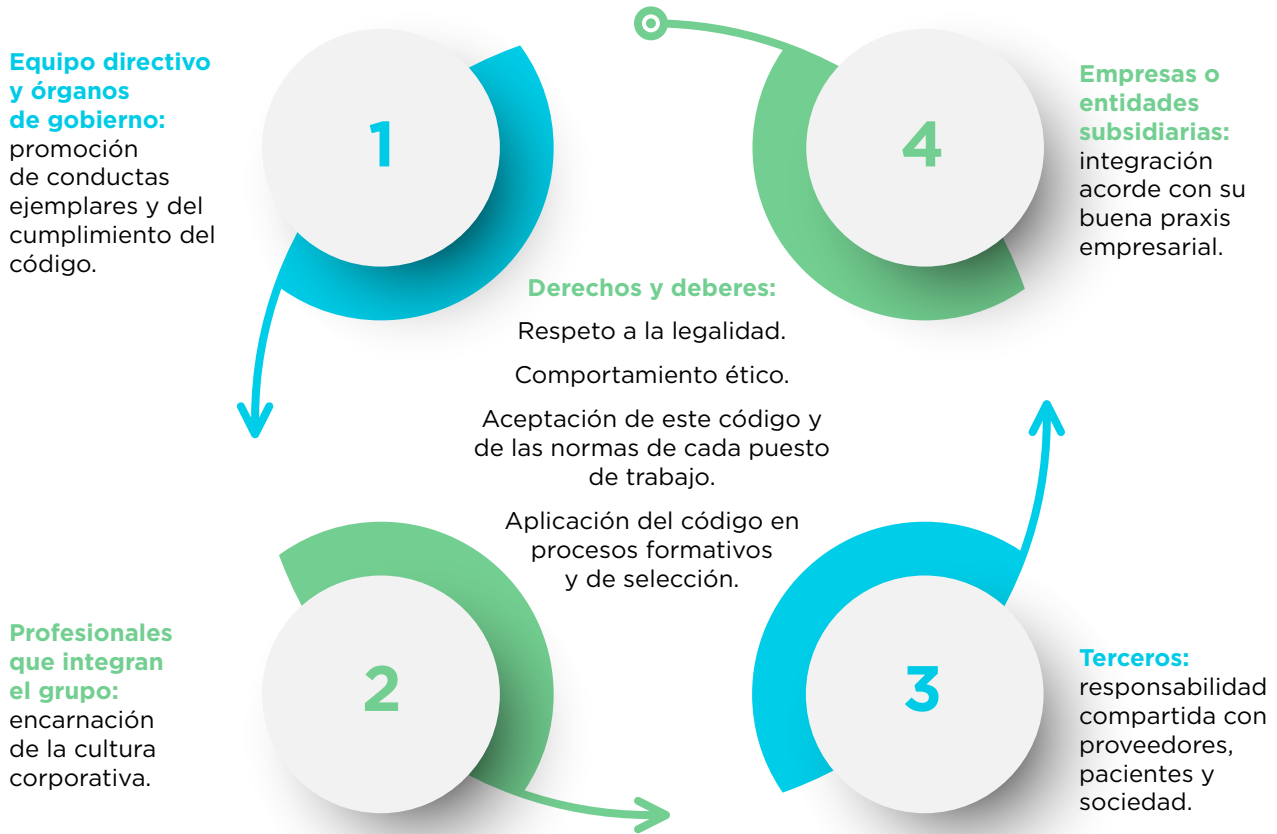 Equipo directivo
y órganos
de gobierno:
promoción
de conductas
ejemplares y del
cumplimiento del
código.
1
Profesionales
que integran
el grupo:
encarnación
de la cultura
corporativa.
2
Derechos y deberes:
Respeto a la legalidad.
Comportamiento ético.
Aceptación de este código y
de las normas de cada puesto
de trabajo.
Aplicación del código en
procesos formativos
y de selección.
3
Terceros:
responsabilidad
compartida con
proveedores,
pacientes y
sociedad.
4
Empresas o
entidades
subsidiarias:
integración
acorde con su
buena praxis
empresarial.